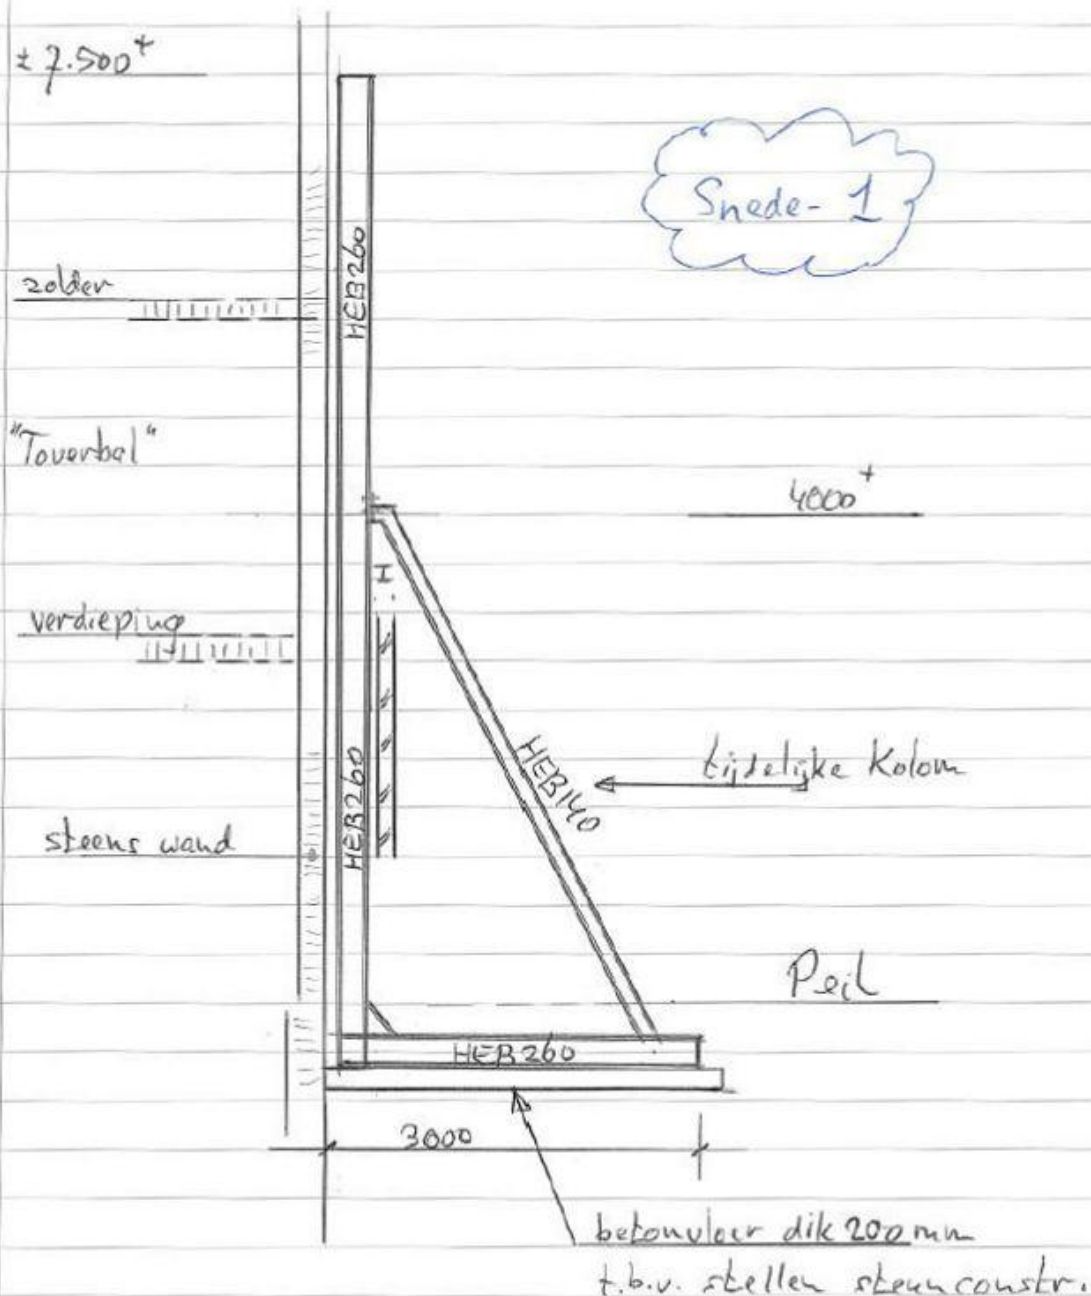 ± 7.500⁺
Snede- 1
HEB260
zolder
"Toverbal"
4000⁺
I
verdieping
HEB140
tijdelijke Kolom
HEB260
steens wand
Peil
HEB260
3000
betonvloer dik 200 mm
t.b.v. stellen steunconstr.